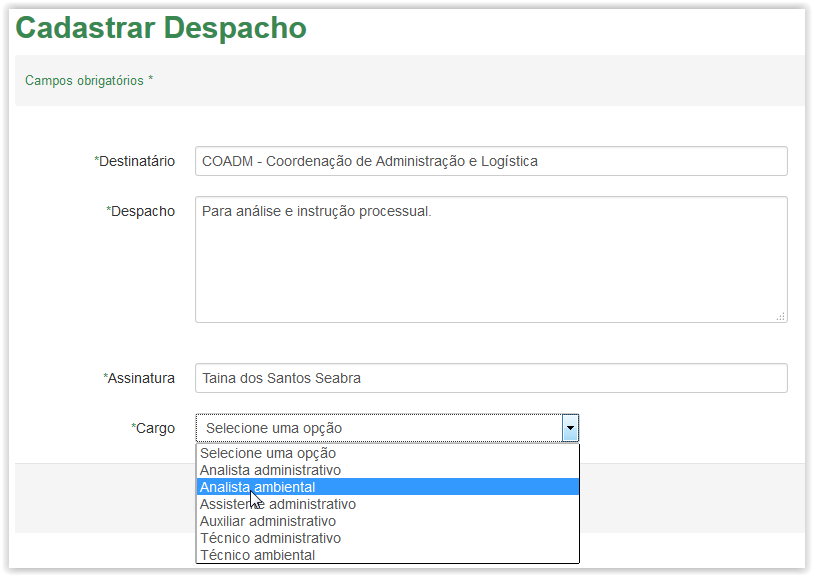 Cadastrar Despacho
Campos obrigatórios *
*Destinatário
COADM - Coordenação de Administração e Logística
*Despacho
Para análise e instrução processual.
*Assinatura
Taina dos Santos Seabra
*Cargo
Selecione uma opção
Selecione uma opção
Analista administrativo
Analista ambiental
Assistente administrativo
Auxiliar administrativo
Técnico administrativo
Técnico ambiental